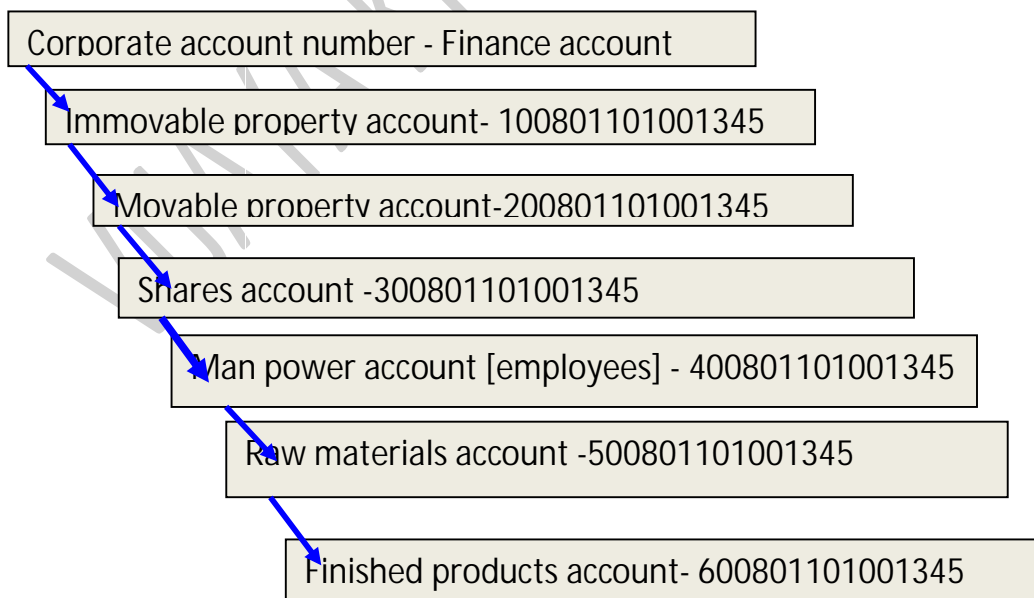 Corporate account number - Finance account
Immovable property account- 100801101001345
Movable property account-200801101001345
Shares account -300801101001345
Man power account [employees] - 400801101001345
Raw materials account -500801101001345
Finished products account- 600801101001345